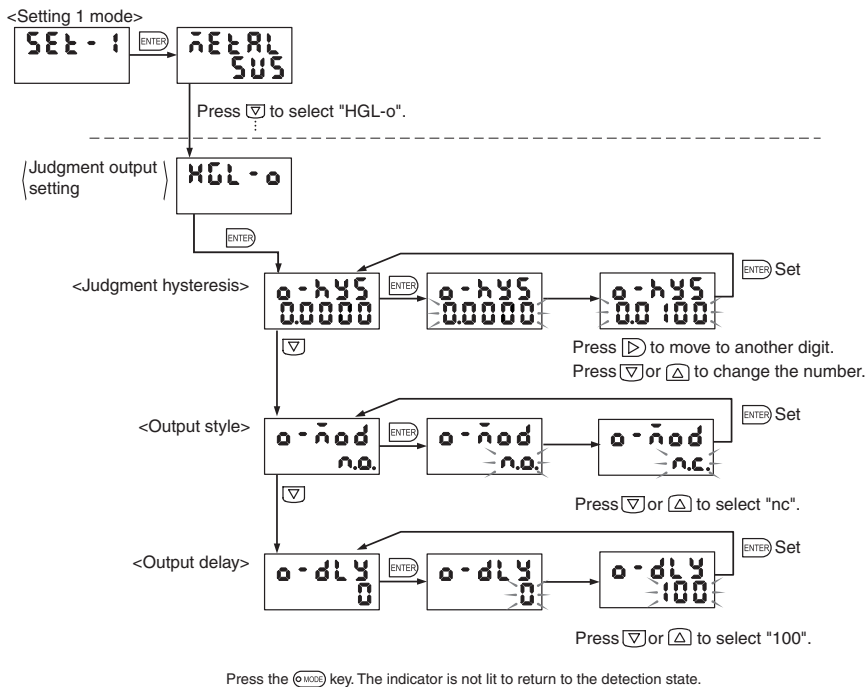 <Setting 1 mode>
SEt-1
ENTER
METAL
SUS
Press ▽ to select "HGL-o".
Judgment output
setting
HGL-o
ENTER
<Judgment hysteresis>
o-hYS
0.0000
ENTER
o-hYS
0.0000
o-hYS
0.0100
ENTER Set
Press ▷ to move to another digit.
Press ▽ or △ to change the number.
▽
<Output style>
o-mod
n.o.
ENTER
o-mod
n.o.
o-mod
n.c.
ENTER Set
Press ▽ or △ to select "nc".
▽
<Output delay>
o-dLY
0
ENTER
o-dLY
0
o-dLY
100
ENTER Set
Press ▽ or △ to select "100".
Press the MODE key. The indicator is not lit to return to the detection state.